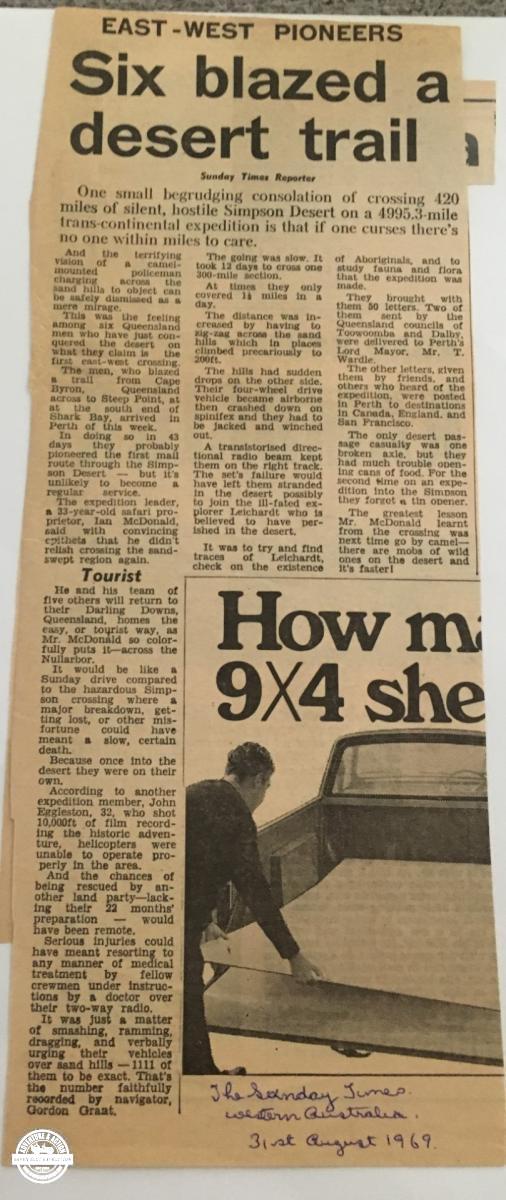 EAST-WEST PIONEERS
Six blazed a
desert trail
Sunday Times Reporter
One small begrudging consolation of crossing 420
miles of silent, hostile Simpson Desert on a 4995.3-mile
trans-continental expedition is that if one curses there's
no one within miles to care.
And the terrifying
vision of a camel-
mounted policeman
charging across the
sand hills to object can
be safely dismissed as a
mere mirage.
This was the feeling
among six Queensland
men who have just con-
quered the desert on
what they claim is the
first east-west crossing.
The men, who blazed
a trail from Cape
Byron, Queensland
across to Steep Point, at
at the south end of
Shark Bay, arrived in
Perth of this week.
In doing so in 43
days they probably
pioneered the first mail
route through the Simp-
son Desert — but it's
unlikely to become a
regular service.
The expedition leader,
a 33-year-old safari pro-
prietor, Ian McDonald,
said with convincing
epithets that he didn't
relish crossing the sand-
swept region again.
Tourist
He and his team of
five others will return to
their Darling Downs,
Queensland, homes the
easy, or tourist way, as
Mr. McDonald so color-
fully puts it—across the
Nullarbor.
It would be like a
Sunday drive compared
to the hazardous Simp-
son crossing where a
major breakdown, get-
ting lost, or other mis-
fortune could have
meant a slow, certain
death.
Because once into the
desert they were on their
own.
According to another
expedition member, John
Eggleston, 32, who shot
10,000ft of film record-
ing the historic adven-
ture, helicopters were
unable to operate pro-
perly in the area.
And the chances of
being rescued by an-
other land party—lack-
ing their 22 months'
preparation — would
have been remote.
Serious injuries could
have meant resorting to
any manner of medical
treatment by fellow
crewmen under instruc-
tions by a doctor over
their two-way radio.
It was just a matter
of smashing, ramming,
dragging, and verbally
urging their vehicles
over sand hills — 1111 of
them to be exact. That's
the number faithfully
recorded by navigator,
Gordon Grant.
The going was slow. It
took 12 days to cross one
300-mile section.
At times they only
covered 1½ miles in a
day.
The distance was in-
creased by having to
zig-zag across the sand
hills which in places
climbed precariously to
200ft.
The hills had sudden
drops on the other side.
Their four-wheel drive
vehicle became airborne
then crashed down on
spinifex and they had to
be jacked and winched
out.
A transistorised direc-
tional radio beam kept
them on the right track.
The set's failure would
have left them stranded
in the desert possibly
to join the ill-fated ex-
plorer Leichardt who is
believed to have per-
ished in the desert.
It was to try and find
traces of Leichardt,
check on the existence
of Aboriginals, and to
study fauna and flora
that the expedition was
made.
They brought with
them 50 letters. Two of
them sent by the
Queensland councils of
Toowoomba and Dalby,
were delivered to Perth's
Lord Mayor, Mr. T.
Wardle.
The other letters, given
them by friends, and
others who heard of the
expedition, were posted
in Perth to destinations
in Canada, England, and
San Francisco.
The only desert pas-
sage casualty was one
broken axle, but they
had much trouble open-
ing cans of food. For the
second time on an expe-
dition into the Simpson
they forgot a tin opener.
The greatest lesson
Mr. McDonald learnt
from the crossing was
next time go by camel—
there are mobs of wild
ones on the desert and
it's faster!
How ma
9X4 she
The Sunday Times.
Western Australia.
31st August 1969.